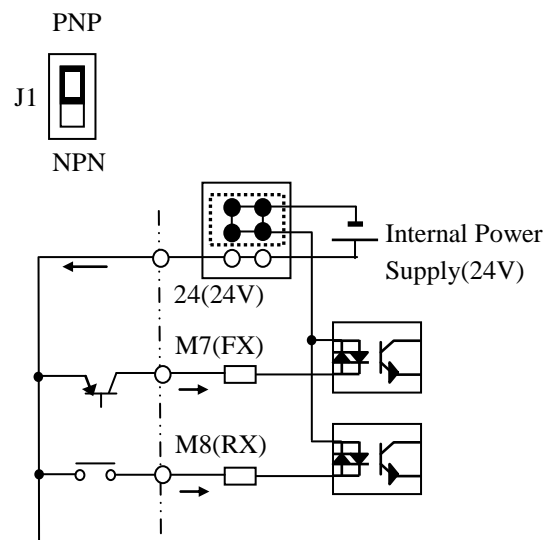 PNP
J1
NPN
Internal Power
Supply(24V)
24(24V)
M7(FX)
M8(RX)